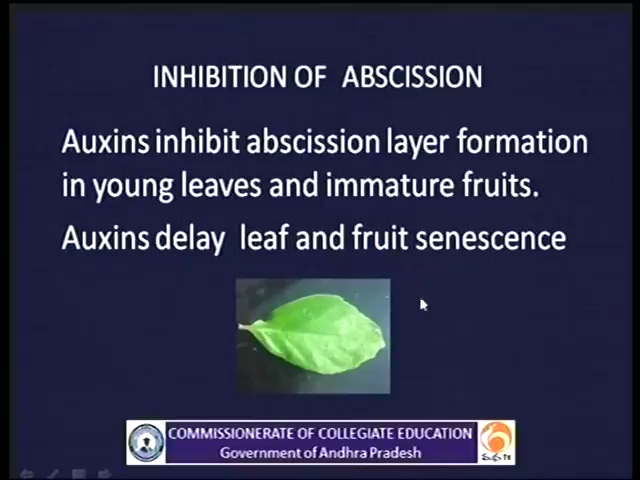 INHIBITION OF ABSCISSION
Auxins inhibit abscission layer formation
in young leaves and immature fruits.
Auxins delay leaf and fruit senescence
COMMISSIONERATE OF COLLEGIATE EDUCATION
Government of Andhra Pradesh